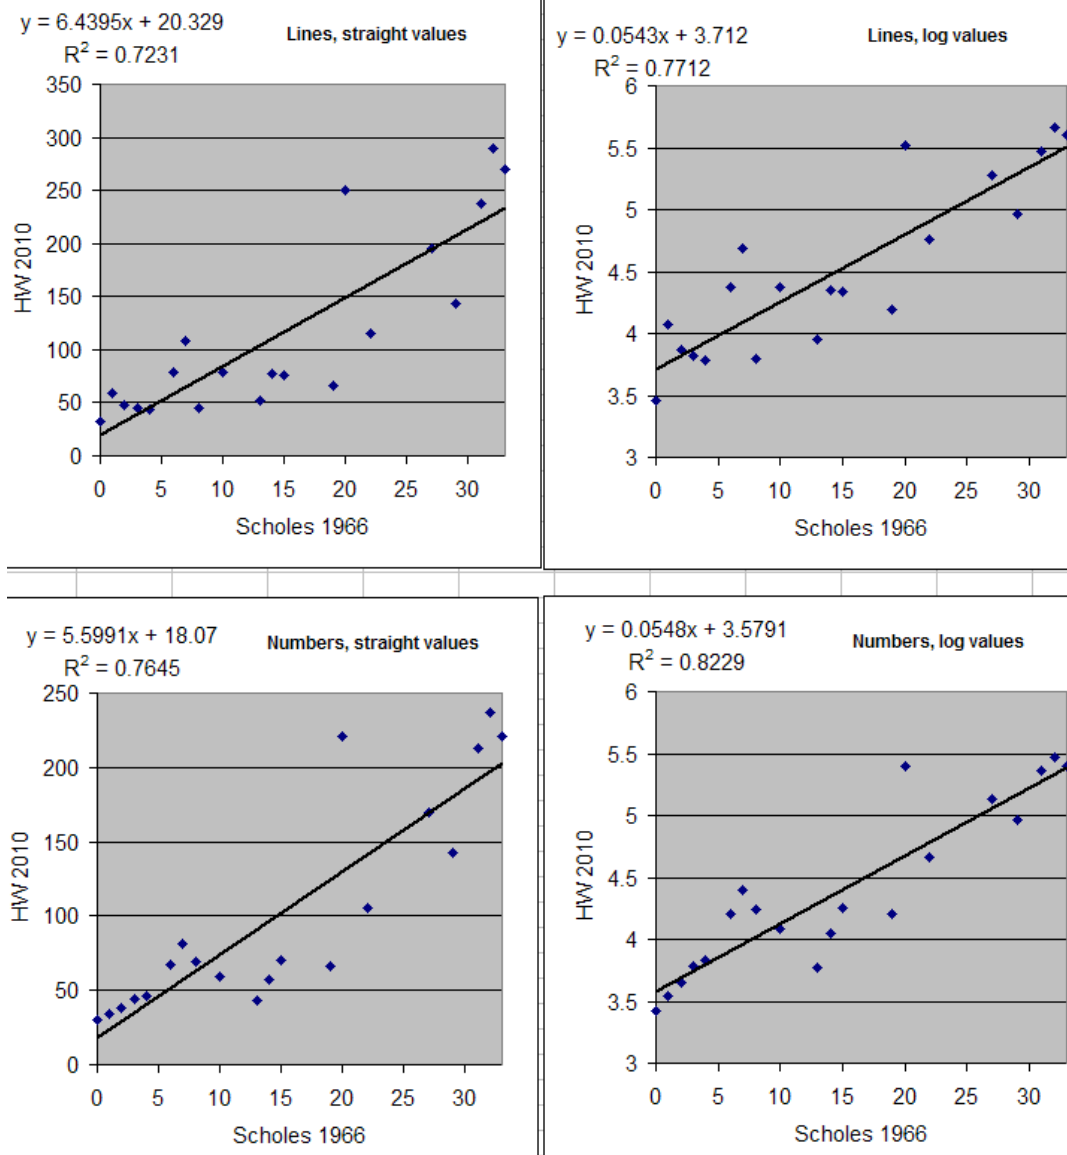 y = 6.4395x + 20.329
R² = 0.7231
Lines, straight values
350
300
250
200
150
100
50
0
HW 2010
0 5 10 15 20 25 30
Scholes 1966
y = 0.0543x + 3.712
R² = 0.7712
Lines, log values
6
5.5
5
4.5
4
3.5
3
HW 2010
0 5 10 15 20 25 30
Scholes 1966
y = 5.5991x + 18.07
R² = 0.7645
Numbers, straight values
250
200
150
100
50
0
HW 2010
0 5 10 15 20 25 30
Scholes 1966
y = 0.0548x + 3.5791
R² = 0.8229
Numbers, log values
6
5.5
5
4.5
4
3.5
3
HW 2010
0 5 10 15 20 25 30
Scholes 1966